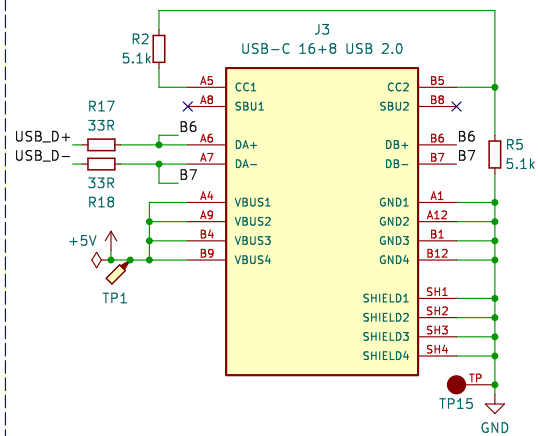 J3
USB-C 16+8 USB 2.0
R2
5.1k
A5
CC1
CC2
B5
A8
SBU1
SBU2
B8
R17
33R
USB_D+
B6
A6
DA+
DB+
B6
B6
USB_D-
A7
DA-
DB-
B7
B7
R5
5.1k
33R
R18
B7
A4
VBUS1
GND1
A1
A9
VBUS2
GND2
A12
+5V
B4
VBUS3
GND3
B1
B9
VBUS4
GND4
B12
TP1
SHIELD1
SH1
SHIELD2
SH2
SHIELD3
SH3
SHIELD4
SH4
TP
TP15
GND